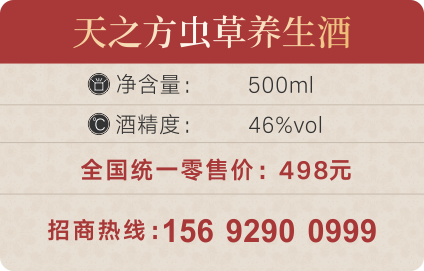 天之方虫草养生酒
净含量： 500ml
℃ 酒精度： 46%vol
全国统一零售价：498元
招商热线:156 9290 0999